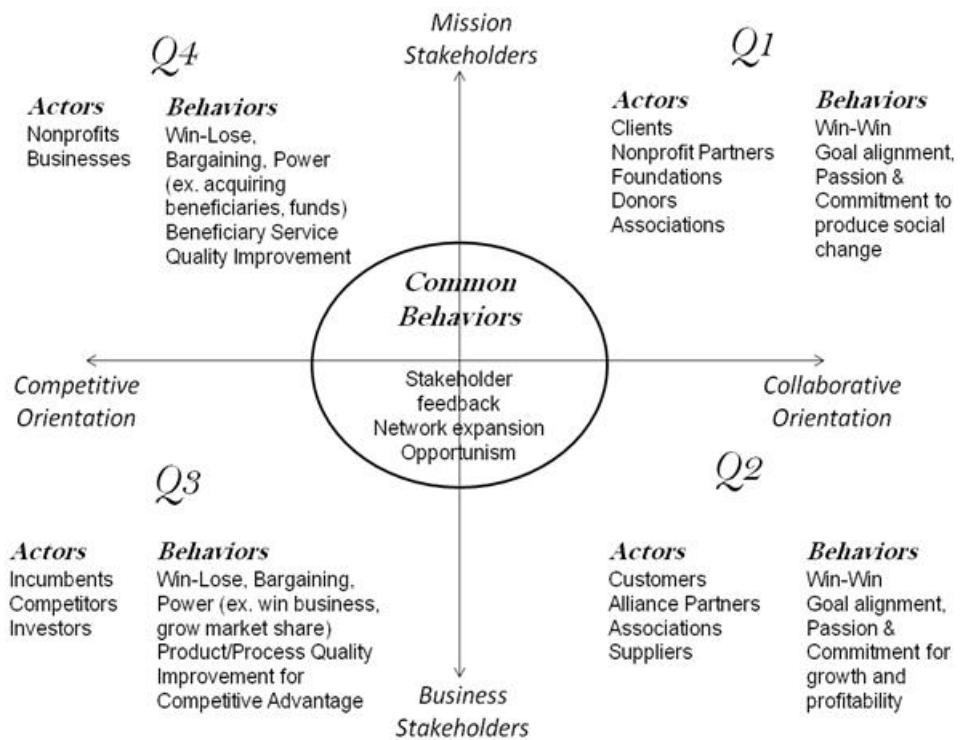 Mission
Stakeholders
Q4
Actors
Nonprofits
Businesses
Behaviors
Win-Lose,
Bargaining, Power
(ex. acquiring
beneficiaries, funds)
Beneficiary Service
Quality Improvement
Q1
Actors
Clients
Nonprofit Partners
Foundations
Donors
Associations
Behaviors
Win-Win
Goal alignment,
Passion &
Commitment to
produce social
change
Common
Behaviors
Stakeholder
feedback
Network expansion
Opportunism
Competitive
Orientation
Collaborative
Orientation
Q3
Actors
Incumbents
Competitors
Investors
Behaviors
Win-Lose, Bargaining,
Power (ex. win business,
grow market share)
Product/Process Quality
Improvement for
Competitive Advantage
Q2
Actors
Customers
Alliance Partners
Associations
Suppliers
Behaviors
Win-Win
Goal alignment,
Passion &
Commitment for
growth and
profitability
Business
Stakeholders